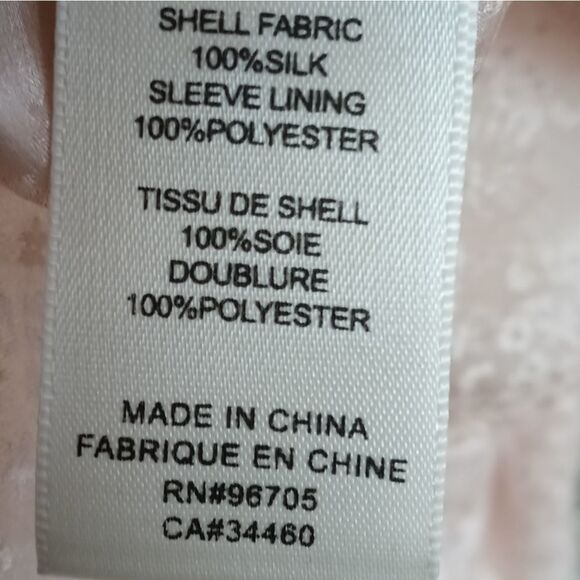 SHELL FABRIC
100%SILK
SLEEVE LINING
100%POLYESTER
TISSU DE SHELL
100%SOIE
DOUBLURE
100%POLYESTER
MADE IN CHINA
FABRIQUE EN CHINE
RN#96705
CA#34460